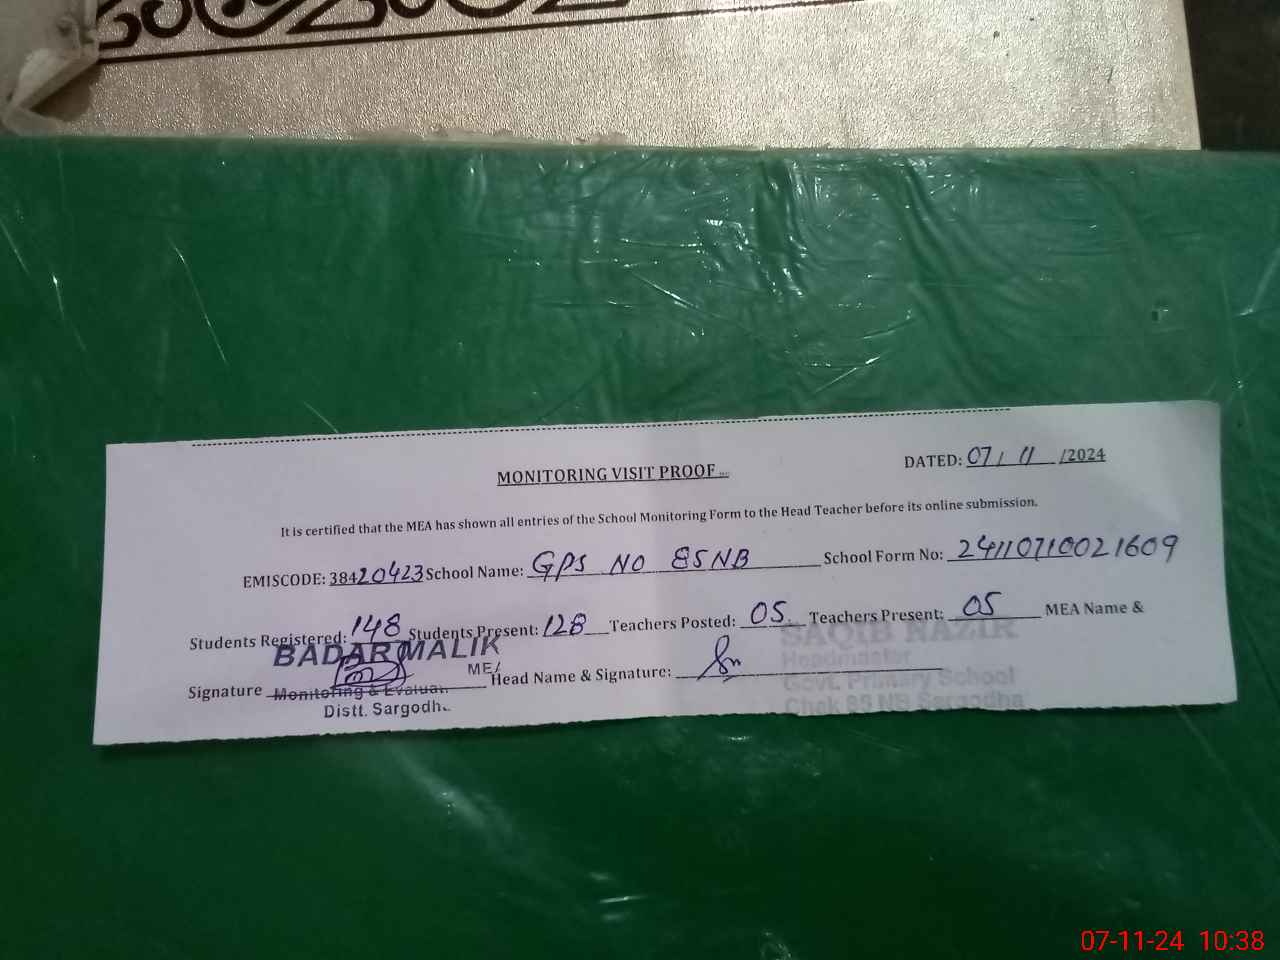 MONITORING VISIT PROOF
DATED: 07/11/2024
It is certified that the MEA has shown all entries of the School Monitoring Form to the Head Teacher before its online submission.
EMISCODE: 38420423 School Name: GPS NO 85NB School Form No: 24110710021609
Students Registered: 148 Students Present: 128 Teachers Posted: 05 Teachers Present: 05 MEA Name &
Signature Head Name & Signature:
BADAR MALIK
MEA
Monitoring & Evaluat
Distt. Sargodh
SAQIB NAZIR
Headmaster
Govt. Primary School
Chak 85 NB Sargodha
07-11-24 10:38